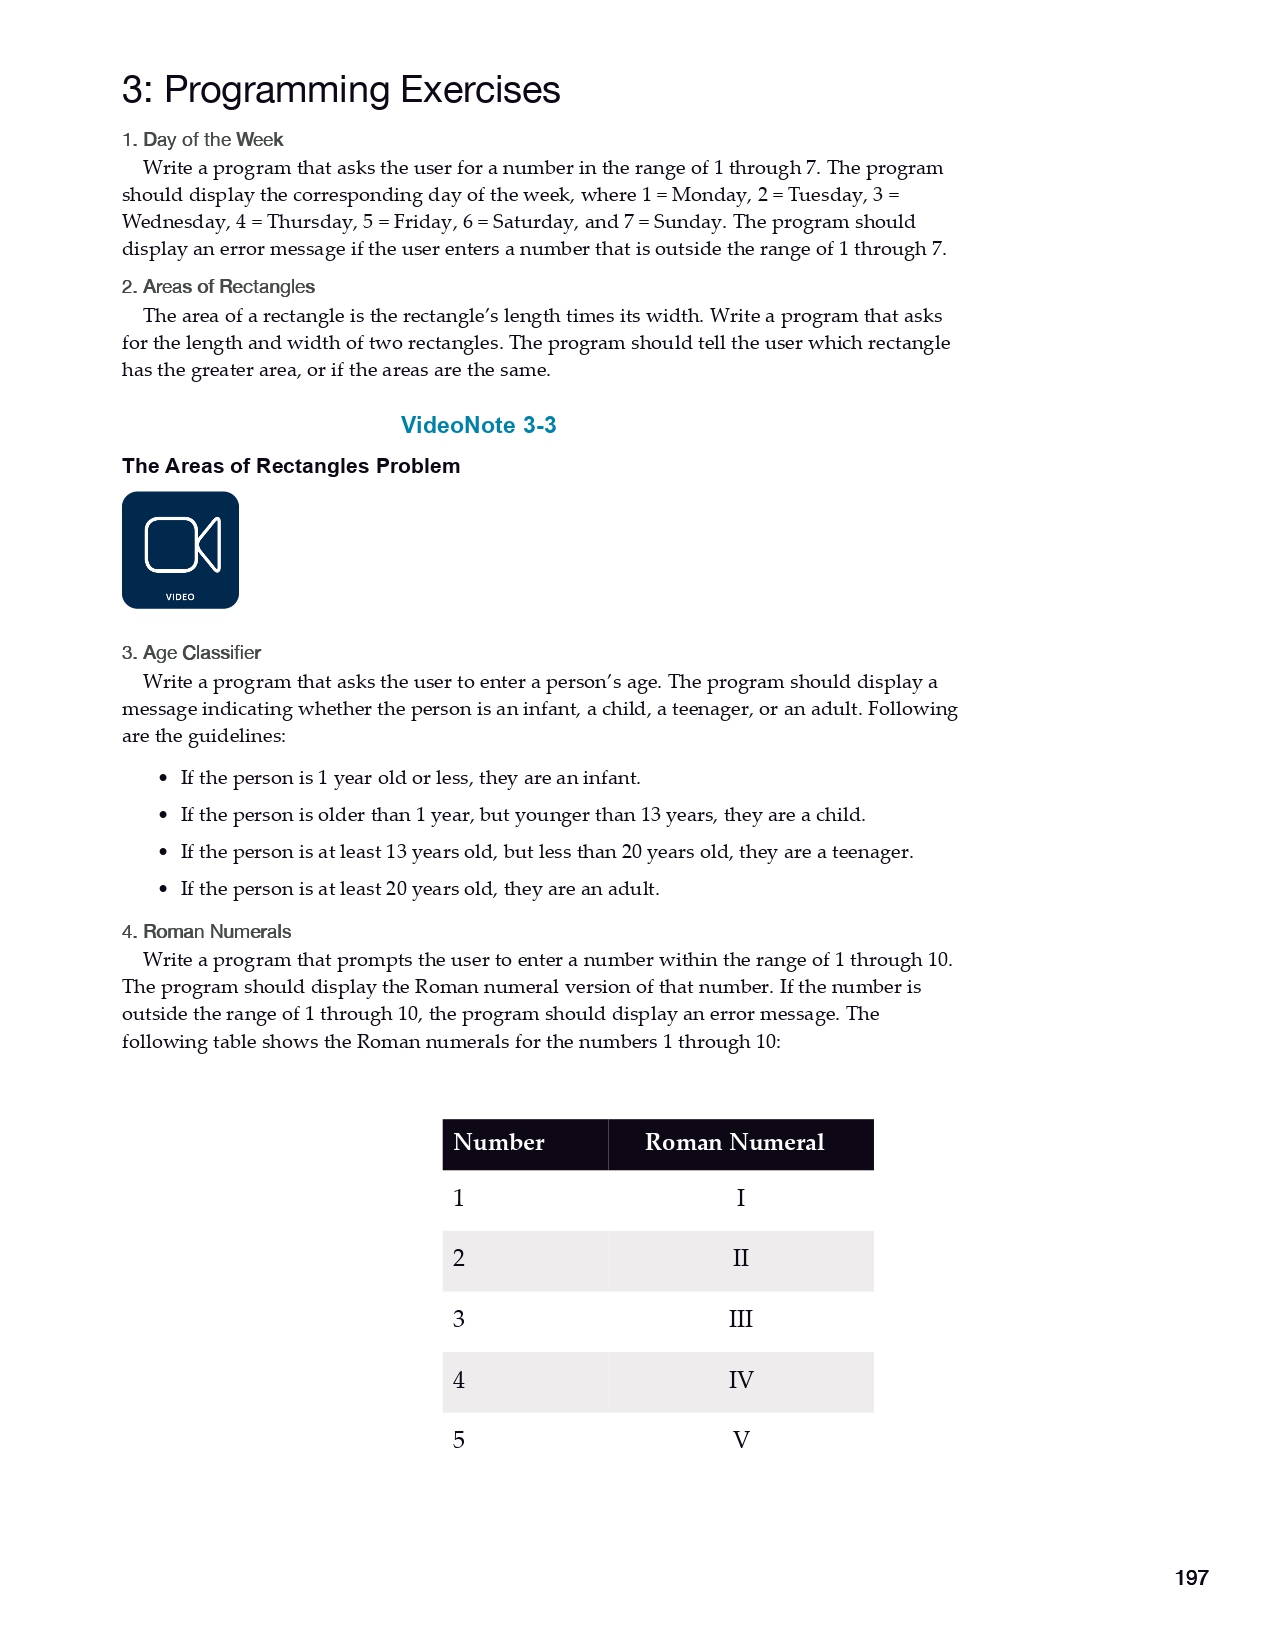 3: Programming Exercises
1. Day of the Week
Write a program that asks the user for a number in the range of 1 through 7. The program
should display the corresponding day of the week, where 1 = Monday, 2 = Tuesday, 3 =
Wednesday, 4 = Thursday, 5 = Friday, 6 = Saturday, and 7 = Sunday. The program should
display an error message if the user enters a number that is outside the range of 1 through 7.
2. Areas of Rectangles
The area of a rectangle is the rectangle’s length times its width. Write a program that asks
for the length and width of two rectangles. The program should tell the user which rectangle
has the greater area, or if the areas are the same.
VideoNote 3-3
The Areas of Rectangles Problem
VIDEO
3. Age Classifier
Write a program that asks the user to enter a person’s age. The program should display a
message indicating whether the person is an infant, a child, a teenager, or an adult. Following
are the guidelines:
• If the person is 1 year old or less, they are an infant.
• If the person is older than 1 year, but younger than 13 years, they are a child.
• If the person is at least 13 years old, but less than 20 years old, they are a teenager.
• If the person is at least 20 years old, they are an adult.
4. Roman Numerals
Write a program that prompts the user to enter a number within the range of 1 through 10.
The program should display the Roman numeral version of that number. If the number is
outside the range of 1 through 10, the program should display an error message. The
following table shows the Roman numerals for the numbers 1 through 10:
Number Roman Numeral
1 I
2 II
3 III
4 IV
5 V
197